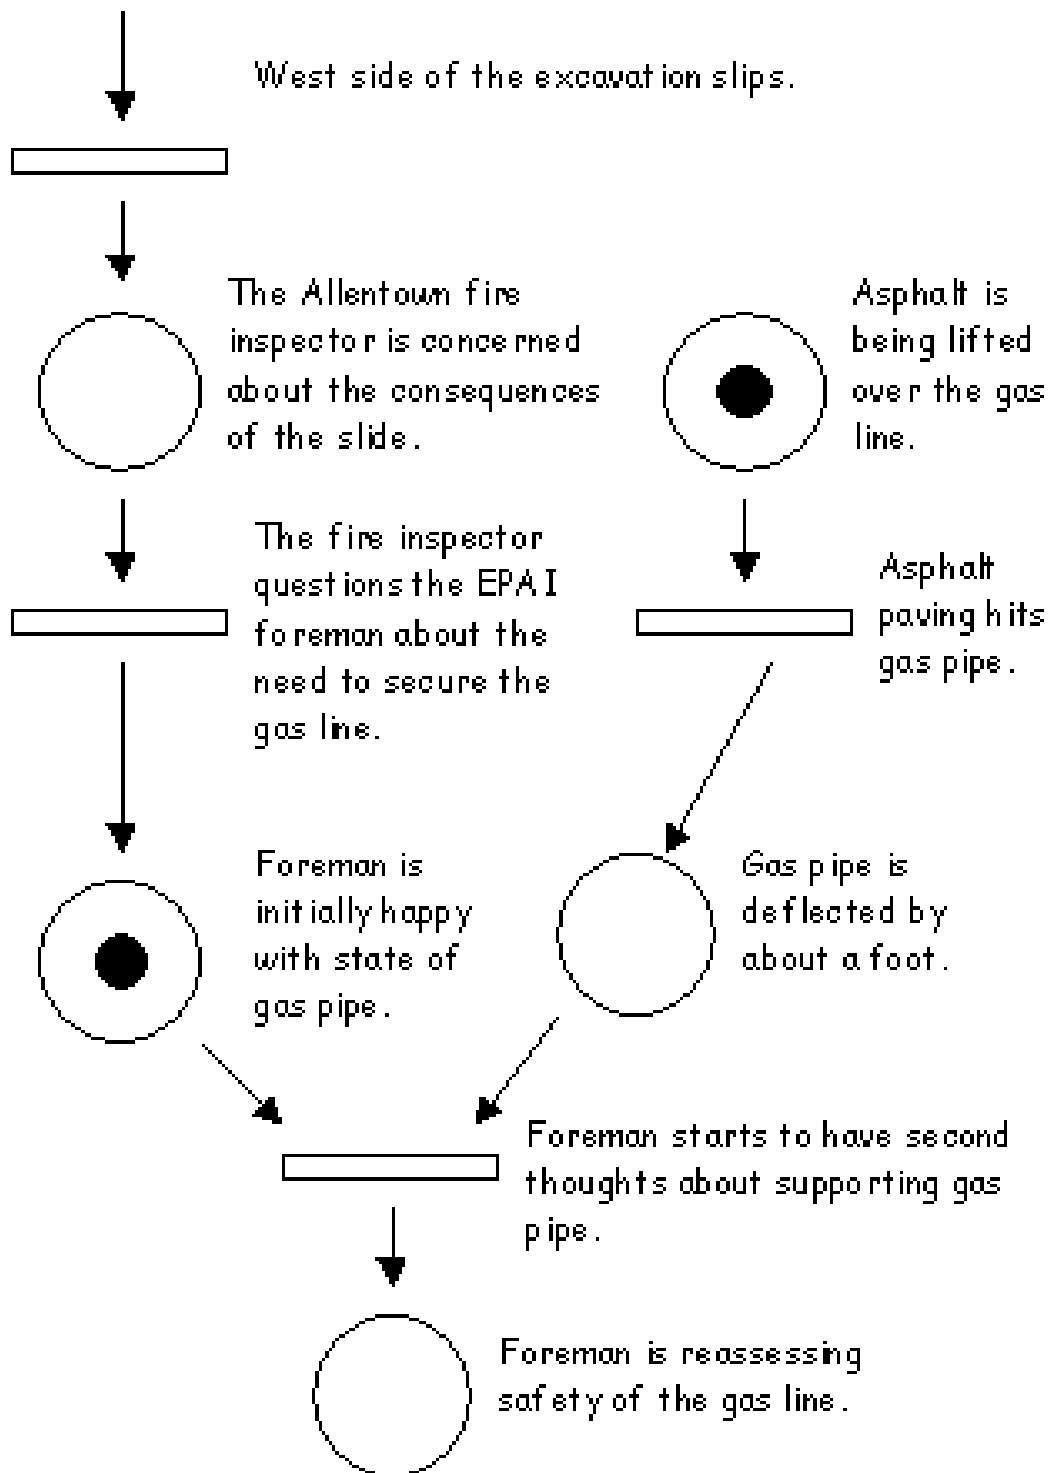 West side of the excavation slips.
The Allentown fire
inspector is concerned
about the consequences
of the slide.
Asphalt is
being lifted
over the gas
line.
The fire inspector
questions the EPAI
foreman about the
need to secure the
gas line.
Asphalt
paving hits
gas pipe.
Foreman is
initially happy
with state of
gas pipe.
Gas pipe is
deflected by
about a foot.
Foreman starts to have second
thoughts about supporting gas
pipe.
Foreman is reassessing
safety of the gas line.